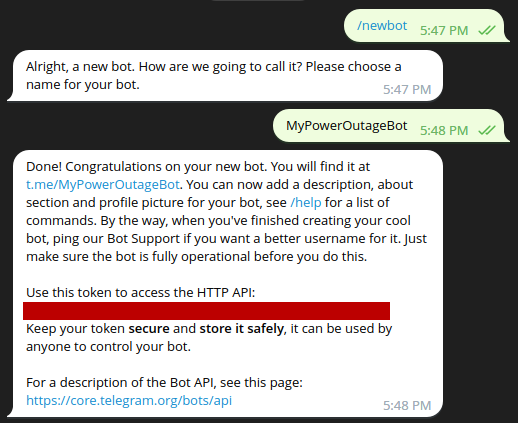 /newbot 5:47 PM
Alright, a new bot. How are we going to call it? Please choose a
name for your bot.
5:47 PM
MyPowerOutageBot 5:48 PM
Done! Congratulations on your new bot. You will find it at
t.me/MyPowerOutageBot. You can now add a description, about
section and profile picture for your bot, see /help for a list of
commands. By the way, when you've finished creating your cool
bot, ping our Bot Support if you want a better username for it. Just
make sure the bot is fully operational before you do this.
Use this token to access the HTTP API:
Keep your token secure and store it safely, it can be used by
anyone to control your bot.
For a description of the Bot API, see this page:
https://core.telegram.org/bots/api
5:48 PM